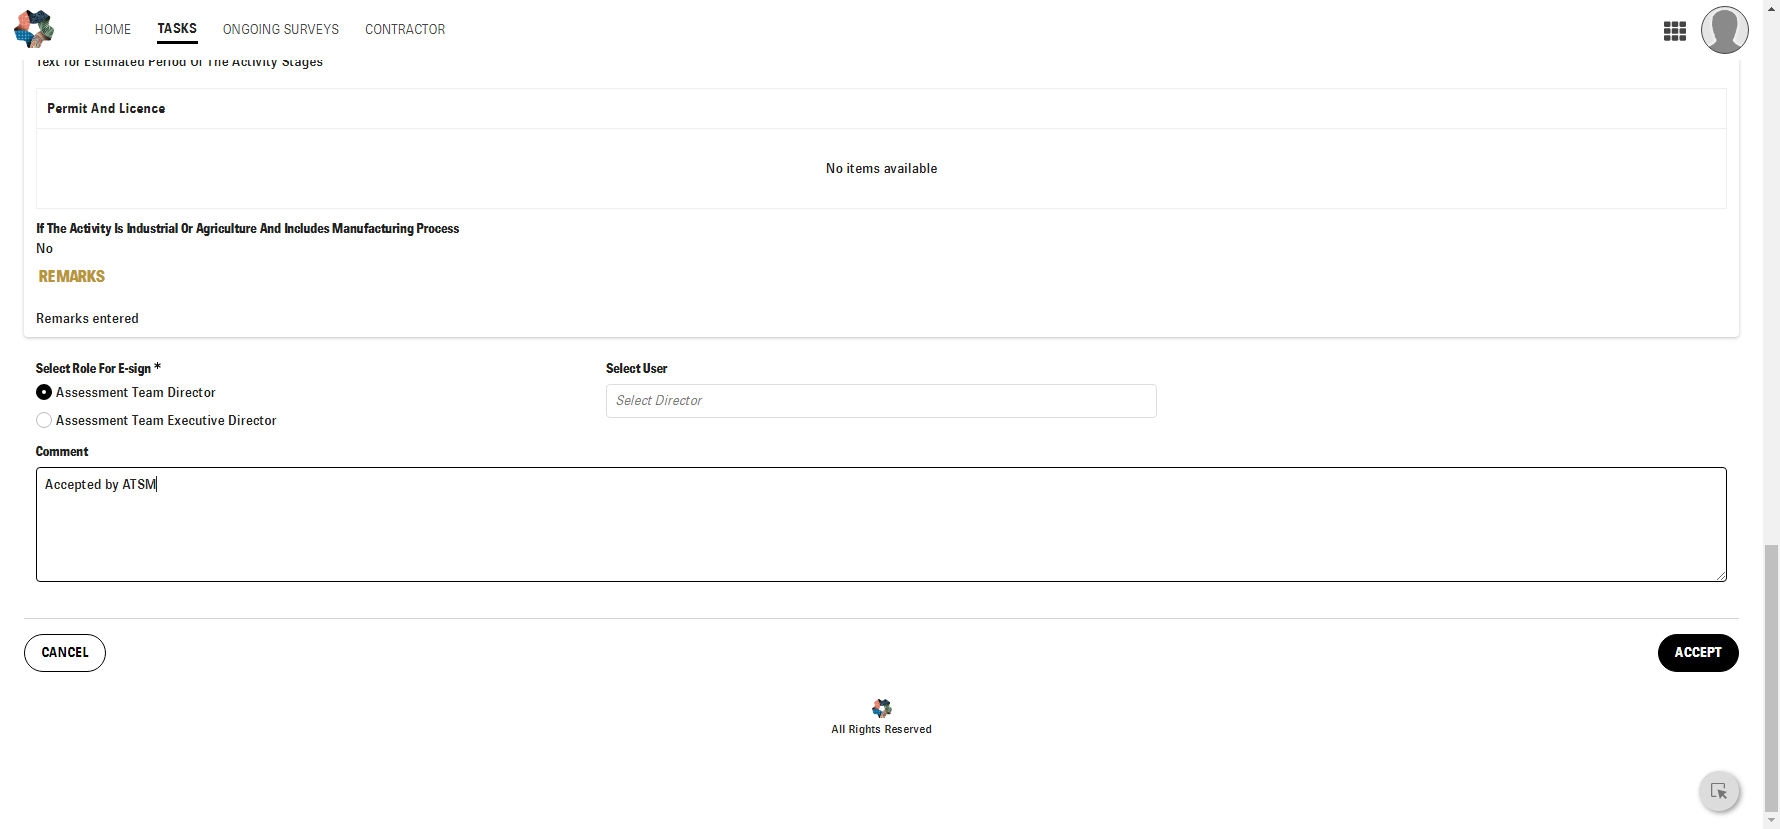 HOME
TASKS
ONGOING SURVEYS
CONTRACTOR
Text for Estimated Period Of The Activity Stages
Permit And Licence
No items available
If The Activity Is Industrial Or Agriculture And Includes Manufacturing Process
No
REMARKS
Remarks entered
Select Role For E-sign *
Assessment Team Director
Assessment Team Executive Director
Select User
Select Director
Comment
Accepted by ATSM
CANCEL
ACCEPT
All Rights Reserved